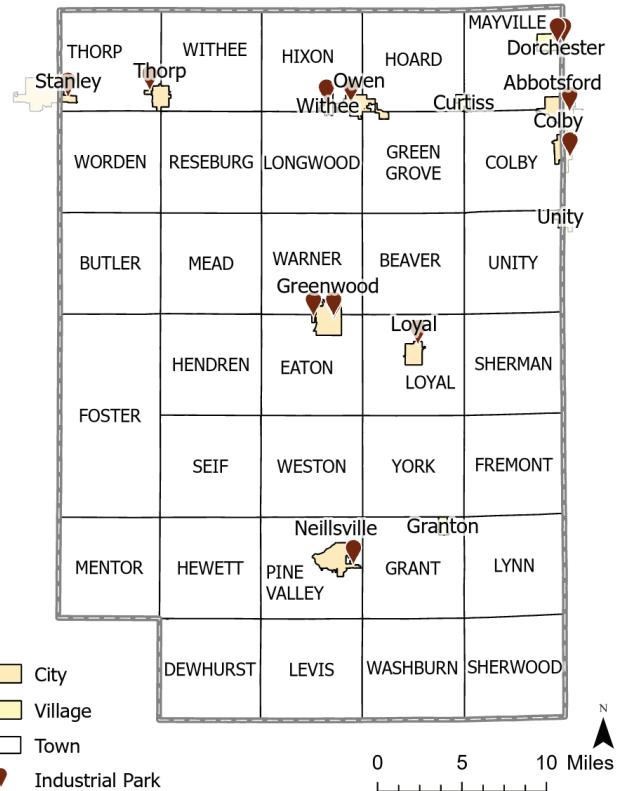 MAYVILLE
Dorchester
THORP
WITHEE
HIXON
HOARD
Stanley
Thorp
Owen
Abbotsford
Withee
Curtiss
Colby
WORDEN
RESEBURG
LONGWOOD
GREEN
GROVE
COLBY
Unity
BUTLER
MEAD
WARNER
BEAVER
UNITY
Greenwood
Loyal
HENDREN
EATON
SHERMAN
LOYAL
FOSTER
SEIF
WESTON
YORK
FREMONT
Neillsville
Granton
MENTOR
HEWETT
PINE
VALLEY
GRANT
LYNN
DEWHURST
LEVIS
WASHBURN
SHERWOOD
City
Village
Town
Industrial Park
N
0 5 10 Miles